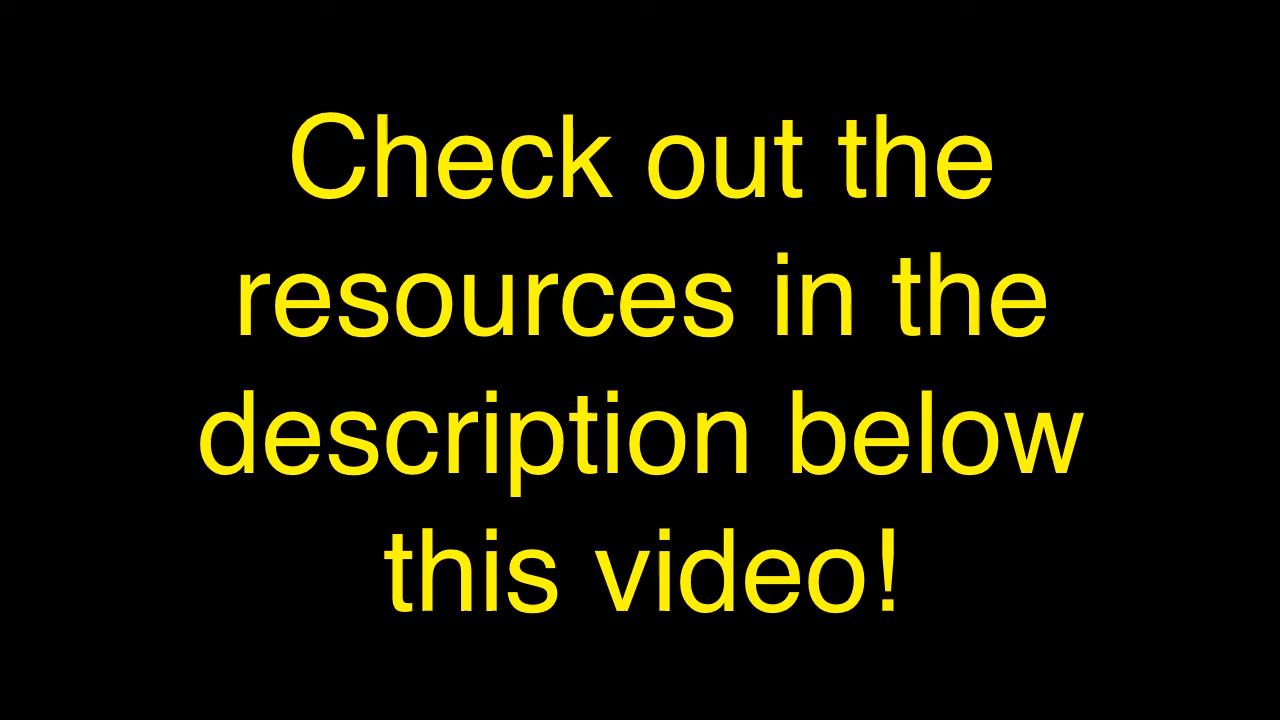 Check out the
resources in the
description below
this video!